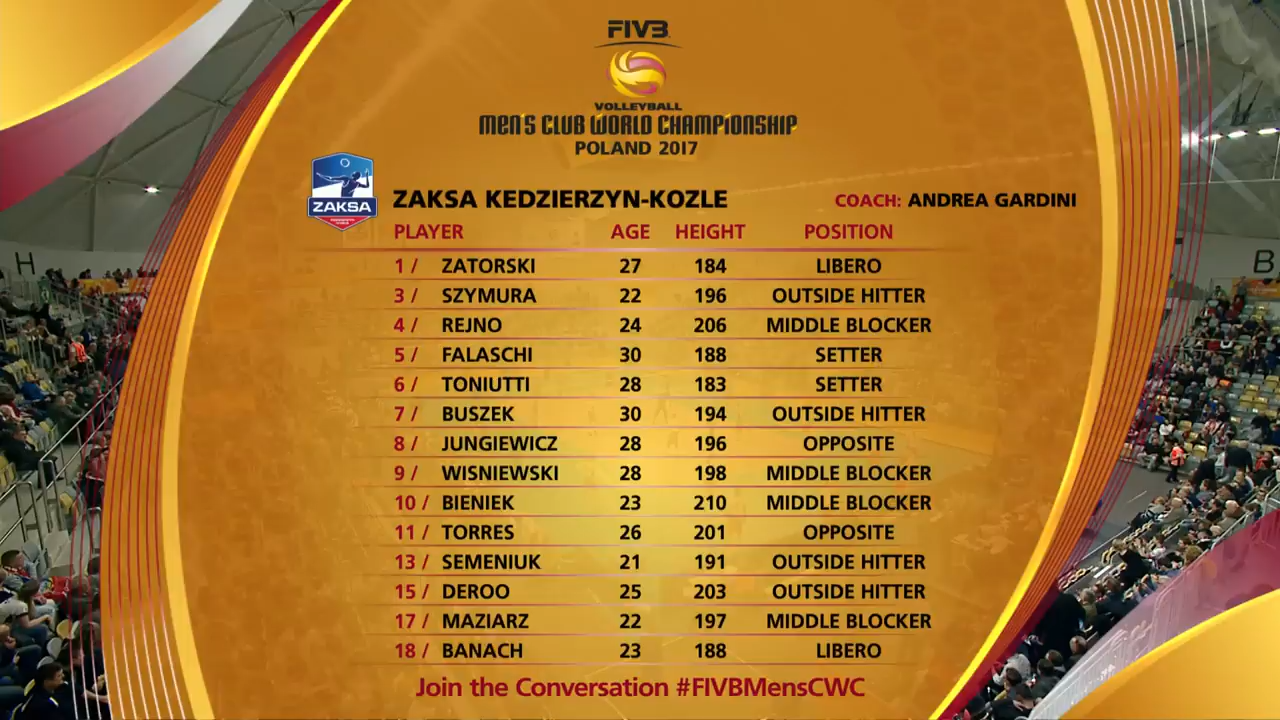 FIVB
VOLLEYBALL
MEN'S CLUB WORLD CHAMPIONSHIP
POLAND 2017
ZAKSA
ZAKSA KEDZIERZYN-KOZLE COACH: ANDREA GARDINI
PLAYER AGE HEIGHT POSITION
1 / ZATORSKI 27 184 LIBERO
3 / SZYMURA 22 196 OUTSIDE HITTER
4 / REJNO 24 206 MIDDLE BLOCKER
5 / FALASCHI 30 188 SETTER
6 / TONIUTTI 28 183 SETTER
7 / BUSZEK 30 194 OUTSIDE HITTER
8 / JUNGIEWICZ 28 196 OPPOSITE
9 / WISNIEWSKI 28 198 MIDDLE BLOCKER
10 / BIENIEK 23 210 MIDDLE BLOCKER
11 / TORRES 26 201 OPPOSITE
13 / SEMENIUK 21 191 OUTSIDE HITTER
15 / DEROO 25 203 OUTSIDE HITTER
17 / MAZIARZ 22 197 MIDDLE BLOCKER
18 / BANACH 23 188 LIBERO
Join the Conversation #FIVBMensCWC
H
B